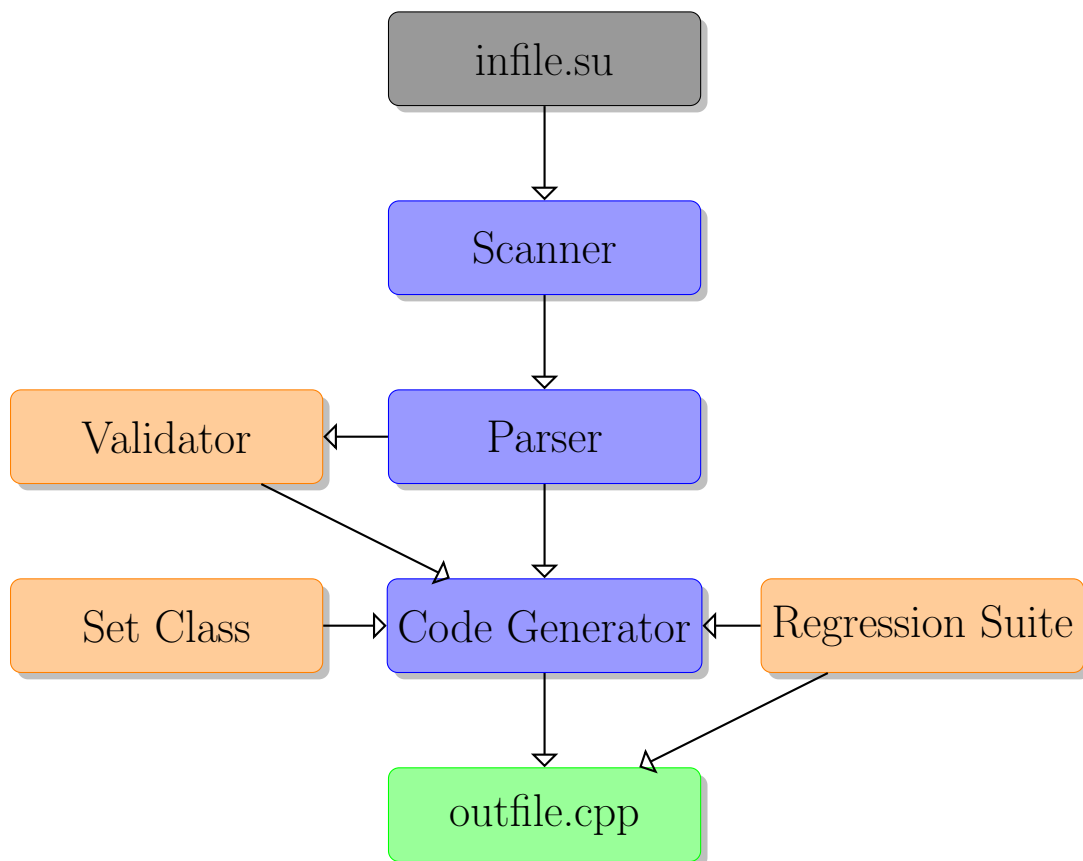 infile.su
Scanner
Validator
Parser
Set Class
Code Generator
Regression Suite
outfile.cpp